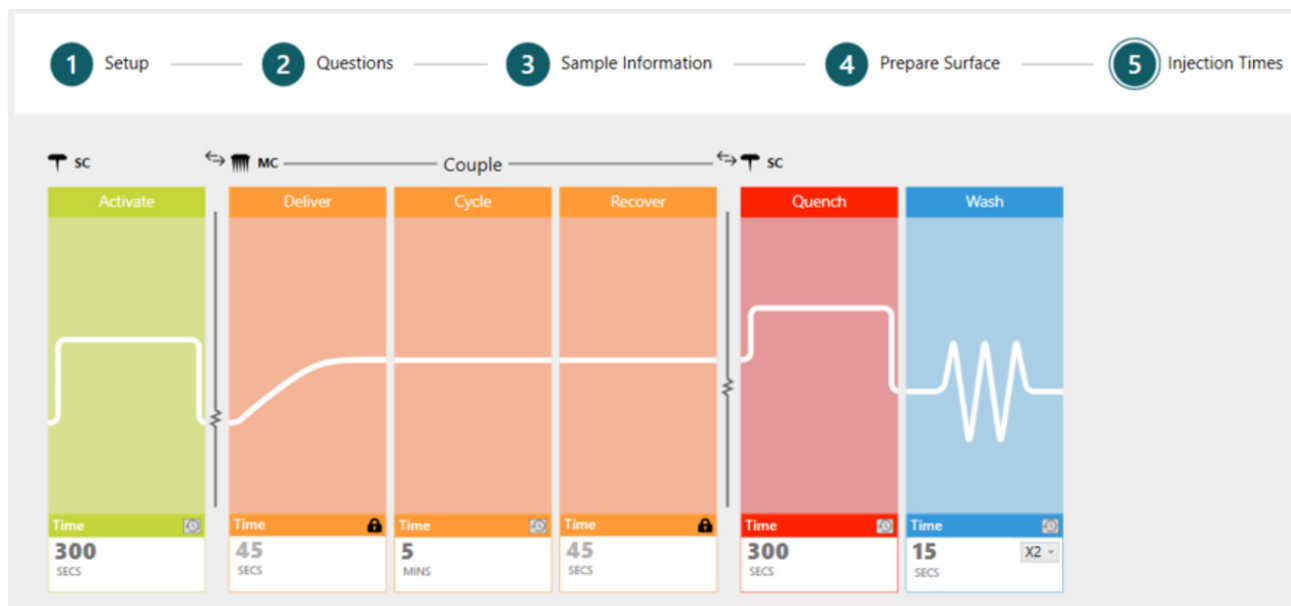 1 Setup 2 Questions 3 Sample Information 4 Prepare Surface 5 Injection Times
SC MC Couple SC
Activate Deliver Cycle Recover Quench Wash
Time Time Time Time Time Time
300 45 5 45 300 15 X2
SECS SECS MINS SECS SECS SECS